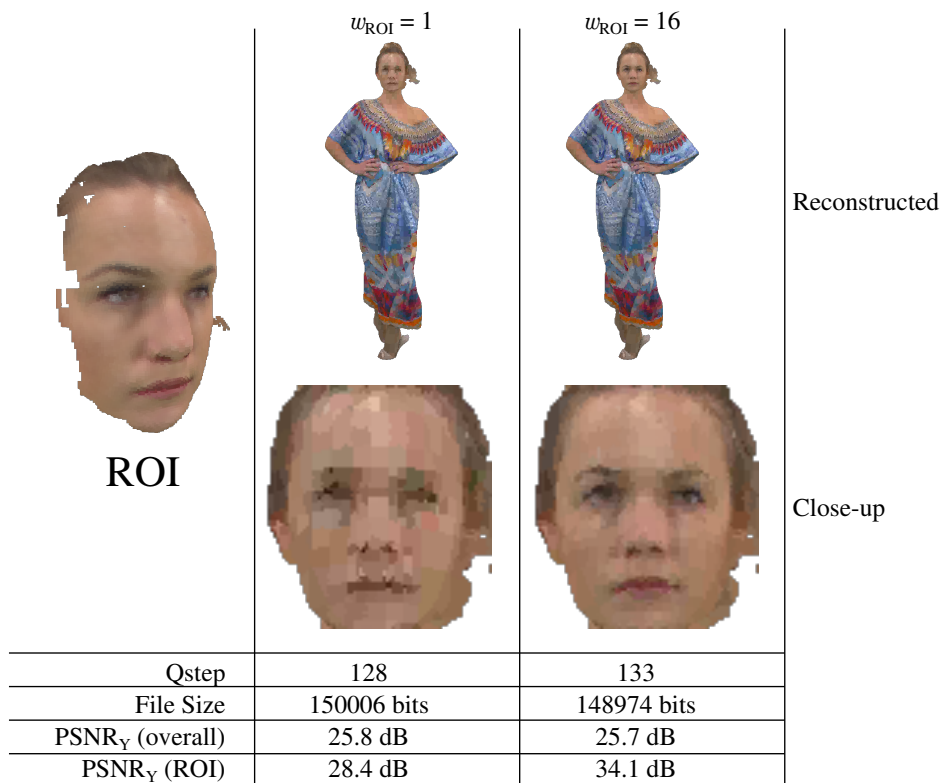 w_ROI = 1 w_ROI = 16
Reconstructed
ROI
Close-up
Qstep 128 133
File Size 150006 bits 148974 bits
PSNR_Y (overall) 25.8 dB 25.7 dB
PSNR_Y (ROI) 28.4 dB 34.1 dB